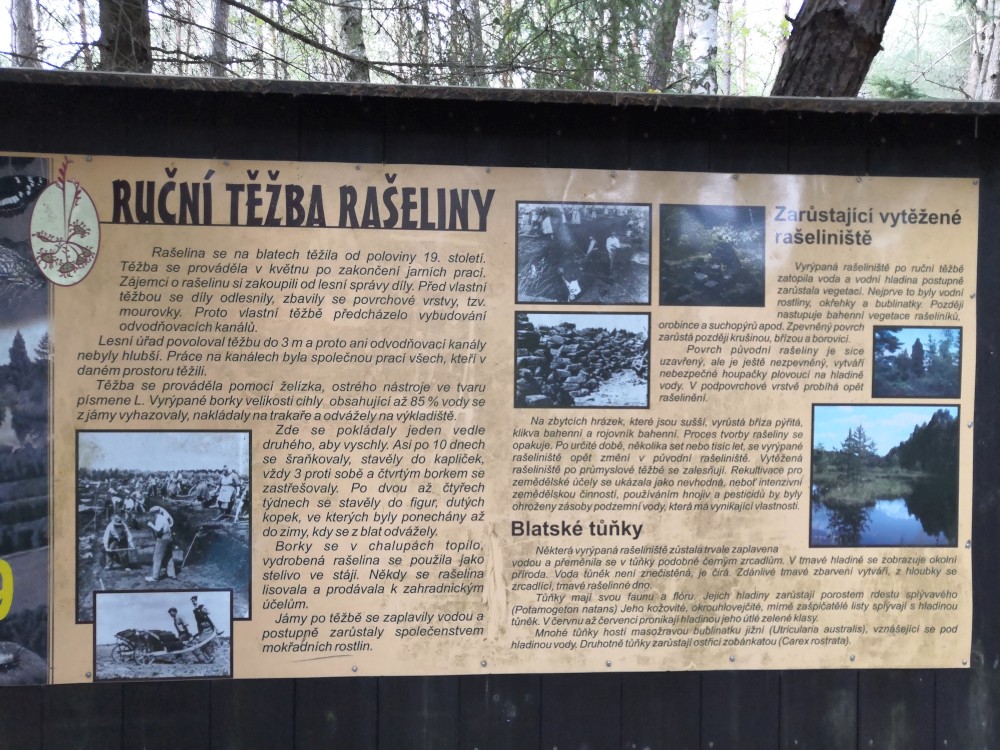 RUČNÍ TĚŽBA RAŠELINY
Rašelina se na blatech těžila od poloviny 19. století.
Těžba se prováděla v květnu po zakončení jarních prací.
Zájemci o rašelinu si zakoupili od lesní správy díly. Před vlastní
těžbou se díly odlesnily, zbavily se povrchové vrstvy, tzv.
mourovky. Proto vlastní těžbě předcházelo vybudování
odvodňovacích kanálů.
Lesní úřad povoloval těžbu do 3 m a proto ani odvodňovací kanály
nebyly hlubší. Práce na kanálech byla společnou prací všech, kteří v
daném prostoru těžili.
Těžba se prováděla pomocí želízka, ostrého nástroje ve tvaru
písmene L. Vyrýpané borky velikosti cihly obsahující až 85 % vody se
z jámy vyhazovaly, nakládaly na trakaře a odvážely na výkladiště.
Zde se pokládaly jeden vedle
druhého, aby vyschly. Asi po 10 dnech
se šraňkovaly, stavěly do kapliček,
vždy 3 proti sobě a čtvrtým borkem se
zastřešovaly. Po dvou až čtyřech
týdnech se stavěly do figur, dutých
kopek, ve kterých byly ponechány až
do zimy, kdy se z blat odvážely.
Borky se v chalupách topilo,
vydrobená rašelina se použila jako
stelivo ve stáji. Někdy se rašelina
lisovala a prodávala k zahradnickým
účelům.
Jámy po těžbě se zaplavily vodou a
postupně zarůstaly společenstvem
mokřadních rostlin.
9
Zarůstající vytěžené
rašeliniště
Vyrýpaná rašeliniště po ruční těžbě
zatopila voda a vodní hladina postupně
zarůstala vegetací. Nejprve to byly vodní
rostliny, okřehky a bublinatky. Později
nastupuje bahenní vegetace rašeliníků,
orobince a suchopýrů apod. Zpevněný povrch
zarůstá později krušinou, břízou a borovicí.
Povrch původní rašeliny je sice
uzavřený, ale je ještě nezpevněný, vytváří
nebezpečné houpačky plovoucí na hladině
vody. V podpovrchové vrstvě probíhá opět
rašelinění.
Na zbytcích hrázek, které jsou sušší, vyrůstá bříza pýřitá,
klikva bahenní a rojovník bahenní. Proces tvorby rašeliny se
opakuje. Po určité době, několika set nebo tisíc let, se vyrýpané
rašeliniště opět změní v původní rašeliniště. Vytěžená
rašeliniště po průmyslové těžbě se zalesňují. Rekultivace pro
zemědělské účely se ukázala jako nevhodná, neboť intenzivní
zemědělskou činností, používáním hnojiv a pesticidů by byly
ohroženy zásoby podzemní vody, která má vynikající vlastnosti.
Blatské tůňky
Některá vyrýpaná rašeliniště zůstala trvale zaplavena
vodou a přeměnila se v tůňky podobné černým zrcadlům. V tmavé hladině se zobrazuje okolní
příroda. Voda tůněk není znečistěná, je čirá. Zdánlivé tmavé zbarvení vytváří, z hloubky se
zrcadlící, tmavé rašelinné dno.
Tůňky mají svou faunu a flóru. Jejich hladiny zarůstají porostem rdestu splývavého
(Potamogeton natans) Jeho kožovité, okrouhlovejčité, mírně zašpičatělé listy splývají s hladinou
tůněk. V červnu až červenci pronikají hladinou jeho útlé zelené klasy.
Mnohé tůňky hostí masožravou bublinatku jižní (Utricularia australis), vznášející se pod
hladinou vody. Druhotně tůňky zarůstají ostřicí zobánkatou (Carex rostrata).